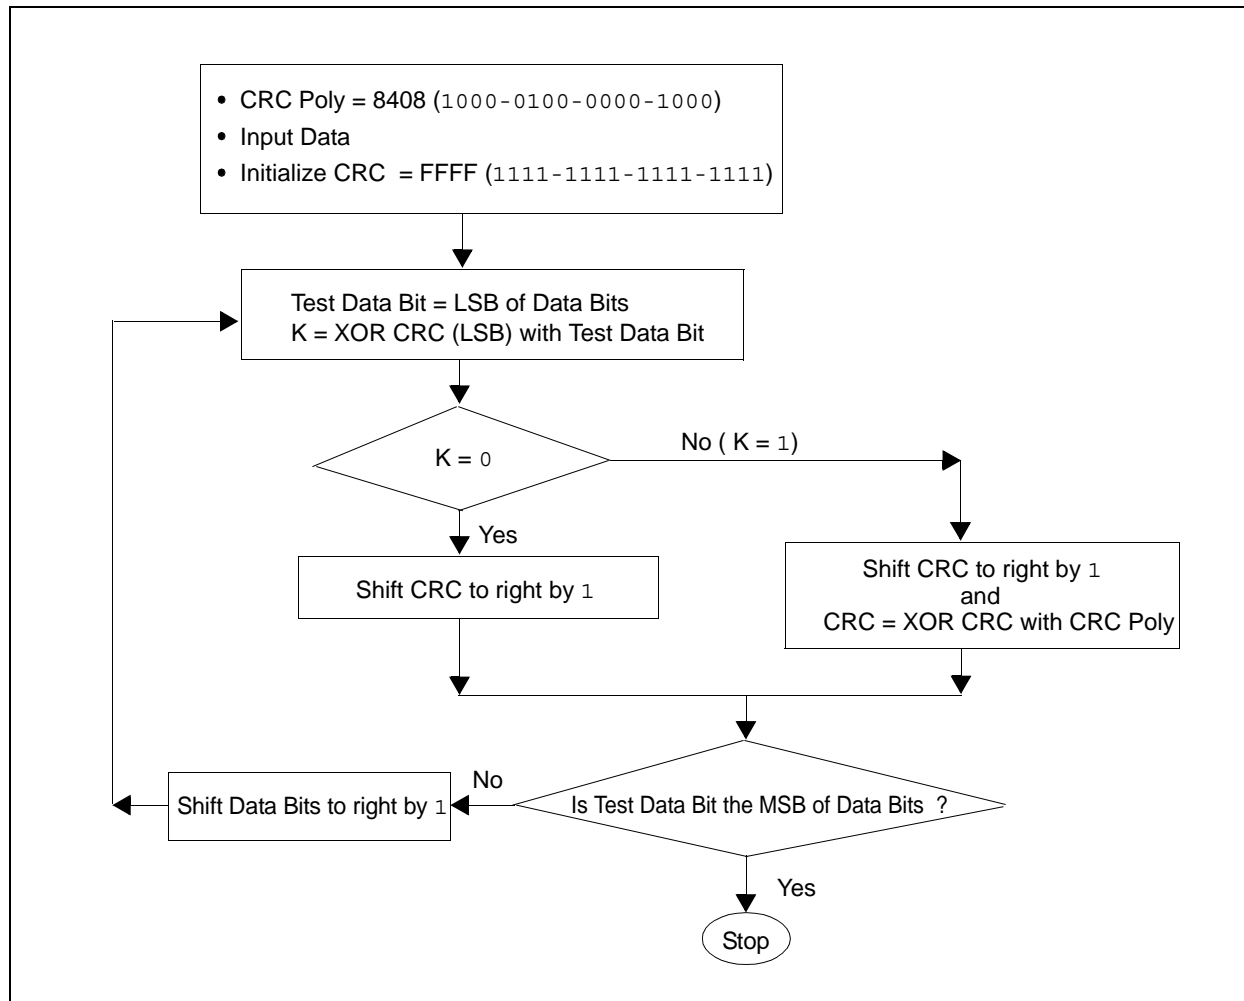 • CRC Poly = 8408 (1000-0100-0000-1000)
• Input Data
• Initialize CRC = FFFF (1111-1111-1111-1111)
Test Data Bit = LSB of Data Bits
K = XOR CRC (LSB) with Test Data Bit
K = 0
No ( K = 1)
Yes
Shift CRC to right by 1
Shift CRC to right by 1
and
CRC = XOR CRC with CRC Poly
No
Shift Data Bits to right by 1
Is Test Data Bit the MSB of Data Bits ?
Yes
Stop